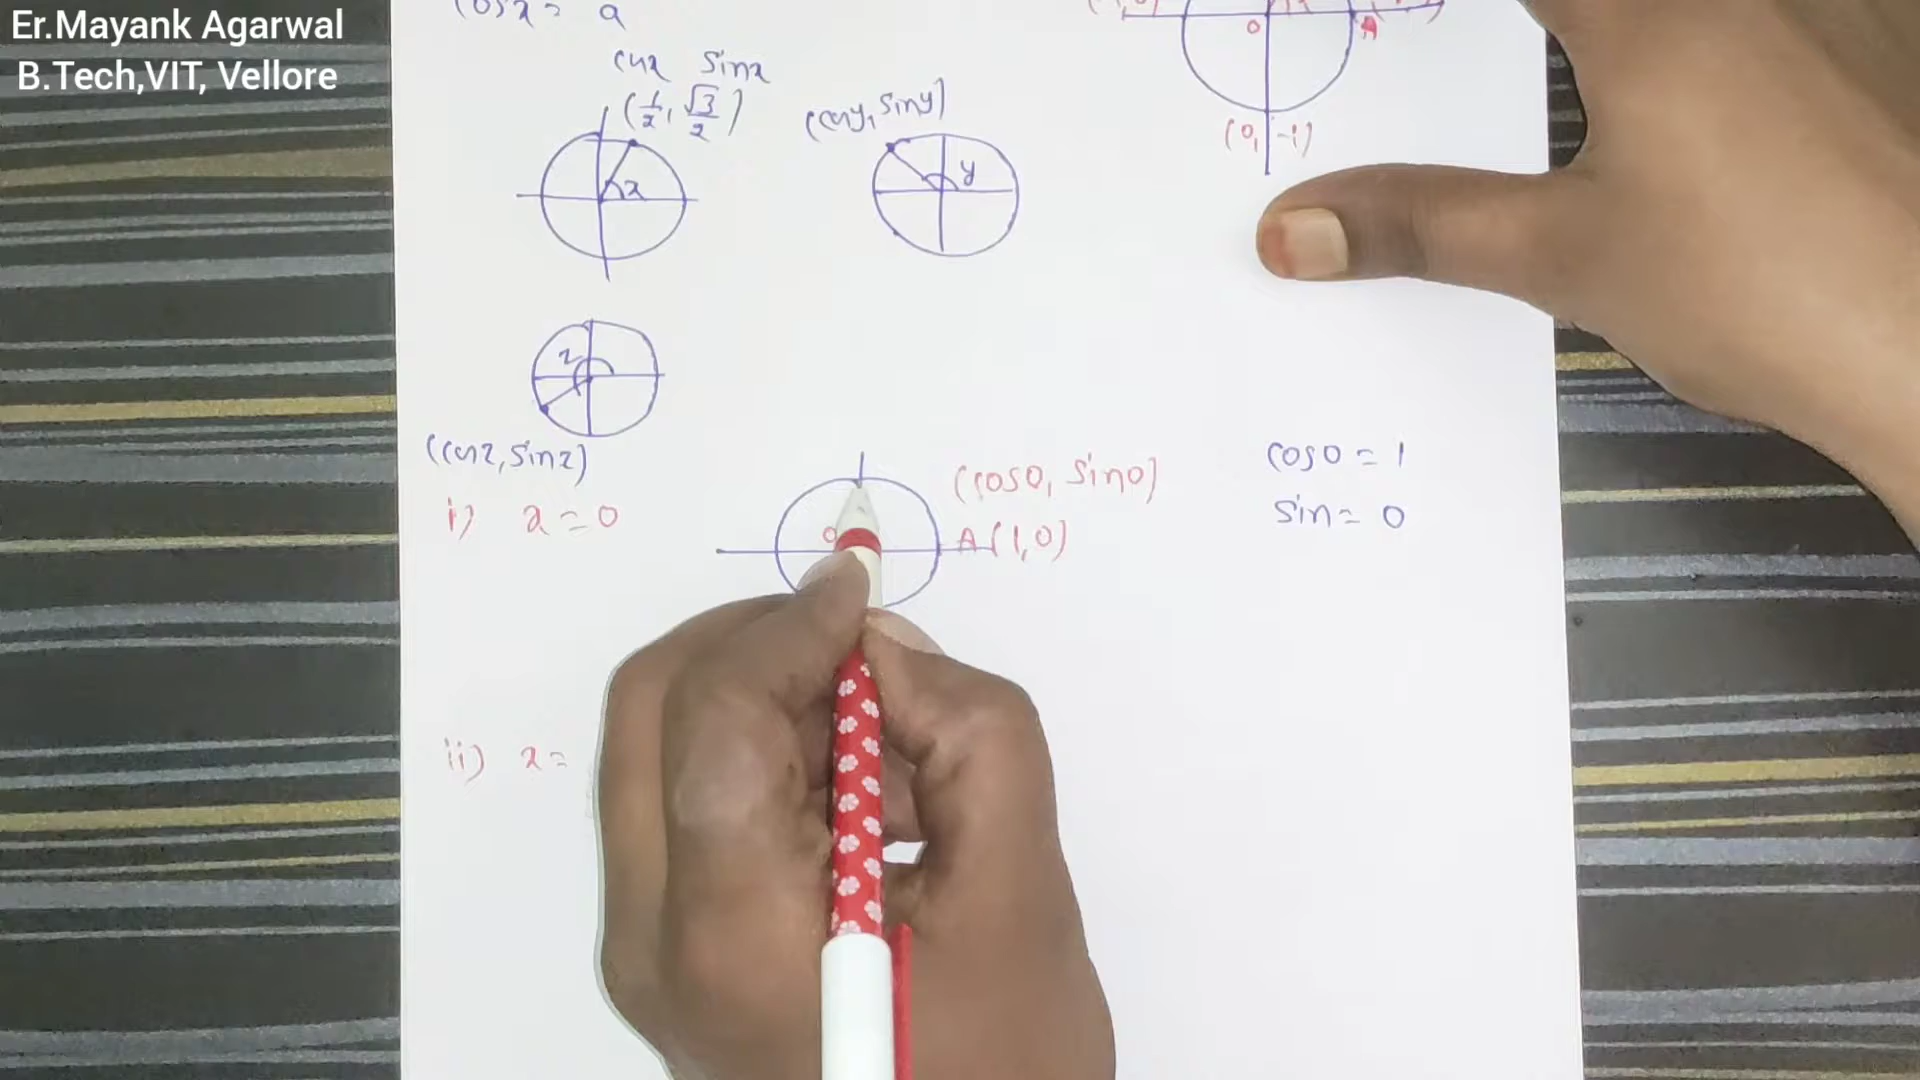 Er.Mayank Agarwal
B.Tech,VIT, Vellore
cosx = a
O A
cosx sinx
(1/2, √3/2)
(cosy, siny)
(0, -1)
x
y
z
(cosz, sinz)
(cos0, sin0)
cos0 = 1
i) x = 0
O
A(1,0)
sin = 0
ii) x =